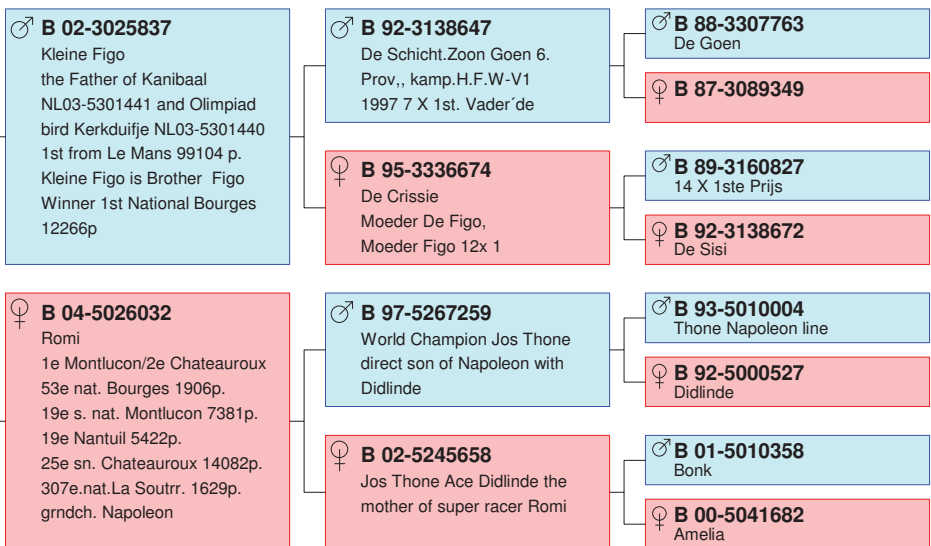 B 02-3025837
Kleine Figo
the Father of Kanibaal
NL03-5301441 and Olimpiad
bird Kerkduifje NL03-5301440
1st from Le Mans 99104 p.
Kleine Figo is Brother  Figo
Winner 1st National Bourges
12266p
B 04-5026032
Romi
1e Montlucon/2e Chateauroux
53e nat. Bourges 1906p.
19e s. nat. Montlucon 7381p.
19e Nantuil 5422p.
25e sn. Chateauroux 14082p.
307e.nat.La Soutrr. 1629p.
grndch. Napoleon
B 92-3138647
De Schicht.Zoon Goen 6.
Prov,, kamp.H.F.W-V1
1997 7 X 1st. Vader´de
B 95-3336674
De Crissie
Moeder De Figo,
Moeder Figo 12x 1
B 97-5267259
World Champion Jos Thone
direct son of Napoleon with
Didlinde
B 02-5245658
Jos Thone Ace Didlinde the
mother of super racer Romi
B 88-3307763
De Goen
B 87-3089349
B 89-3160827
14 X 1ste Prijs
B 92-3138672
De Sisi
B 93-5010004
Thone Napoleon line
B 92-5000527
Didlinde
B 01-5010358
Bonk
B 00-5041682
Amelia